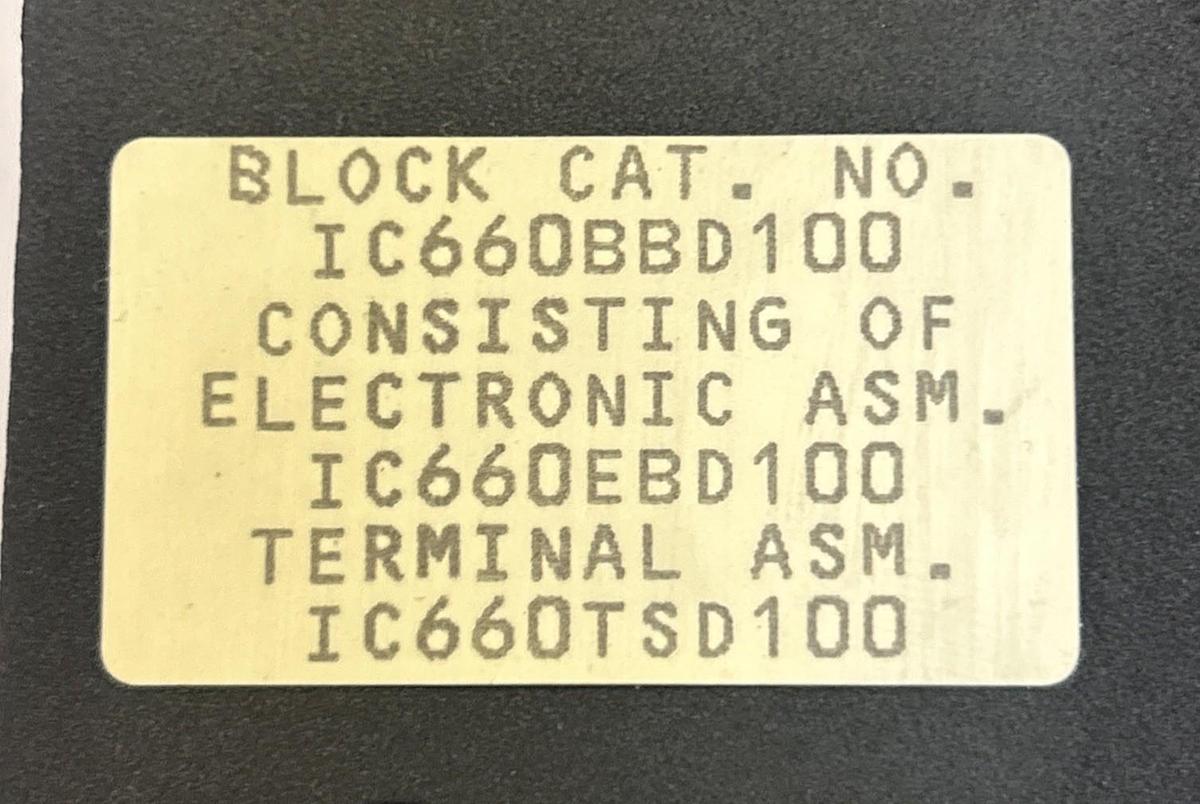 BLOCK CAT. NO.
IC660BBD100
CONSISTING OF
ELECTRONIC ASM.
IC660EBD100
TERMINAL ASM.
IC660TSD100